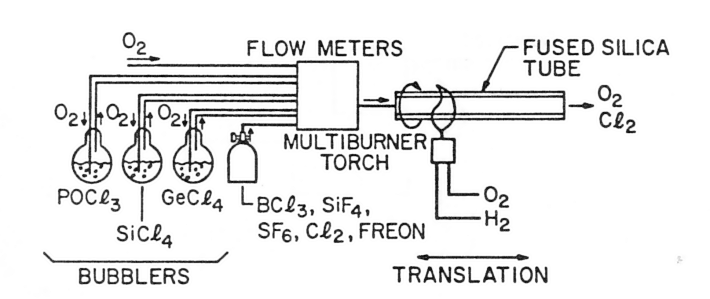 O2
FLOW METERS
FUSED SILICA
TUBE
O2
Cℓ2
O2
O2
O2
MULTIBURNER
TORCH
POCℓ3
SiCℓ4
GeCℓ4
BCℓ3, SiF4,
SF6, Cℓ2, FREON
O2
H2
BUBBLERS
TRANSLATION